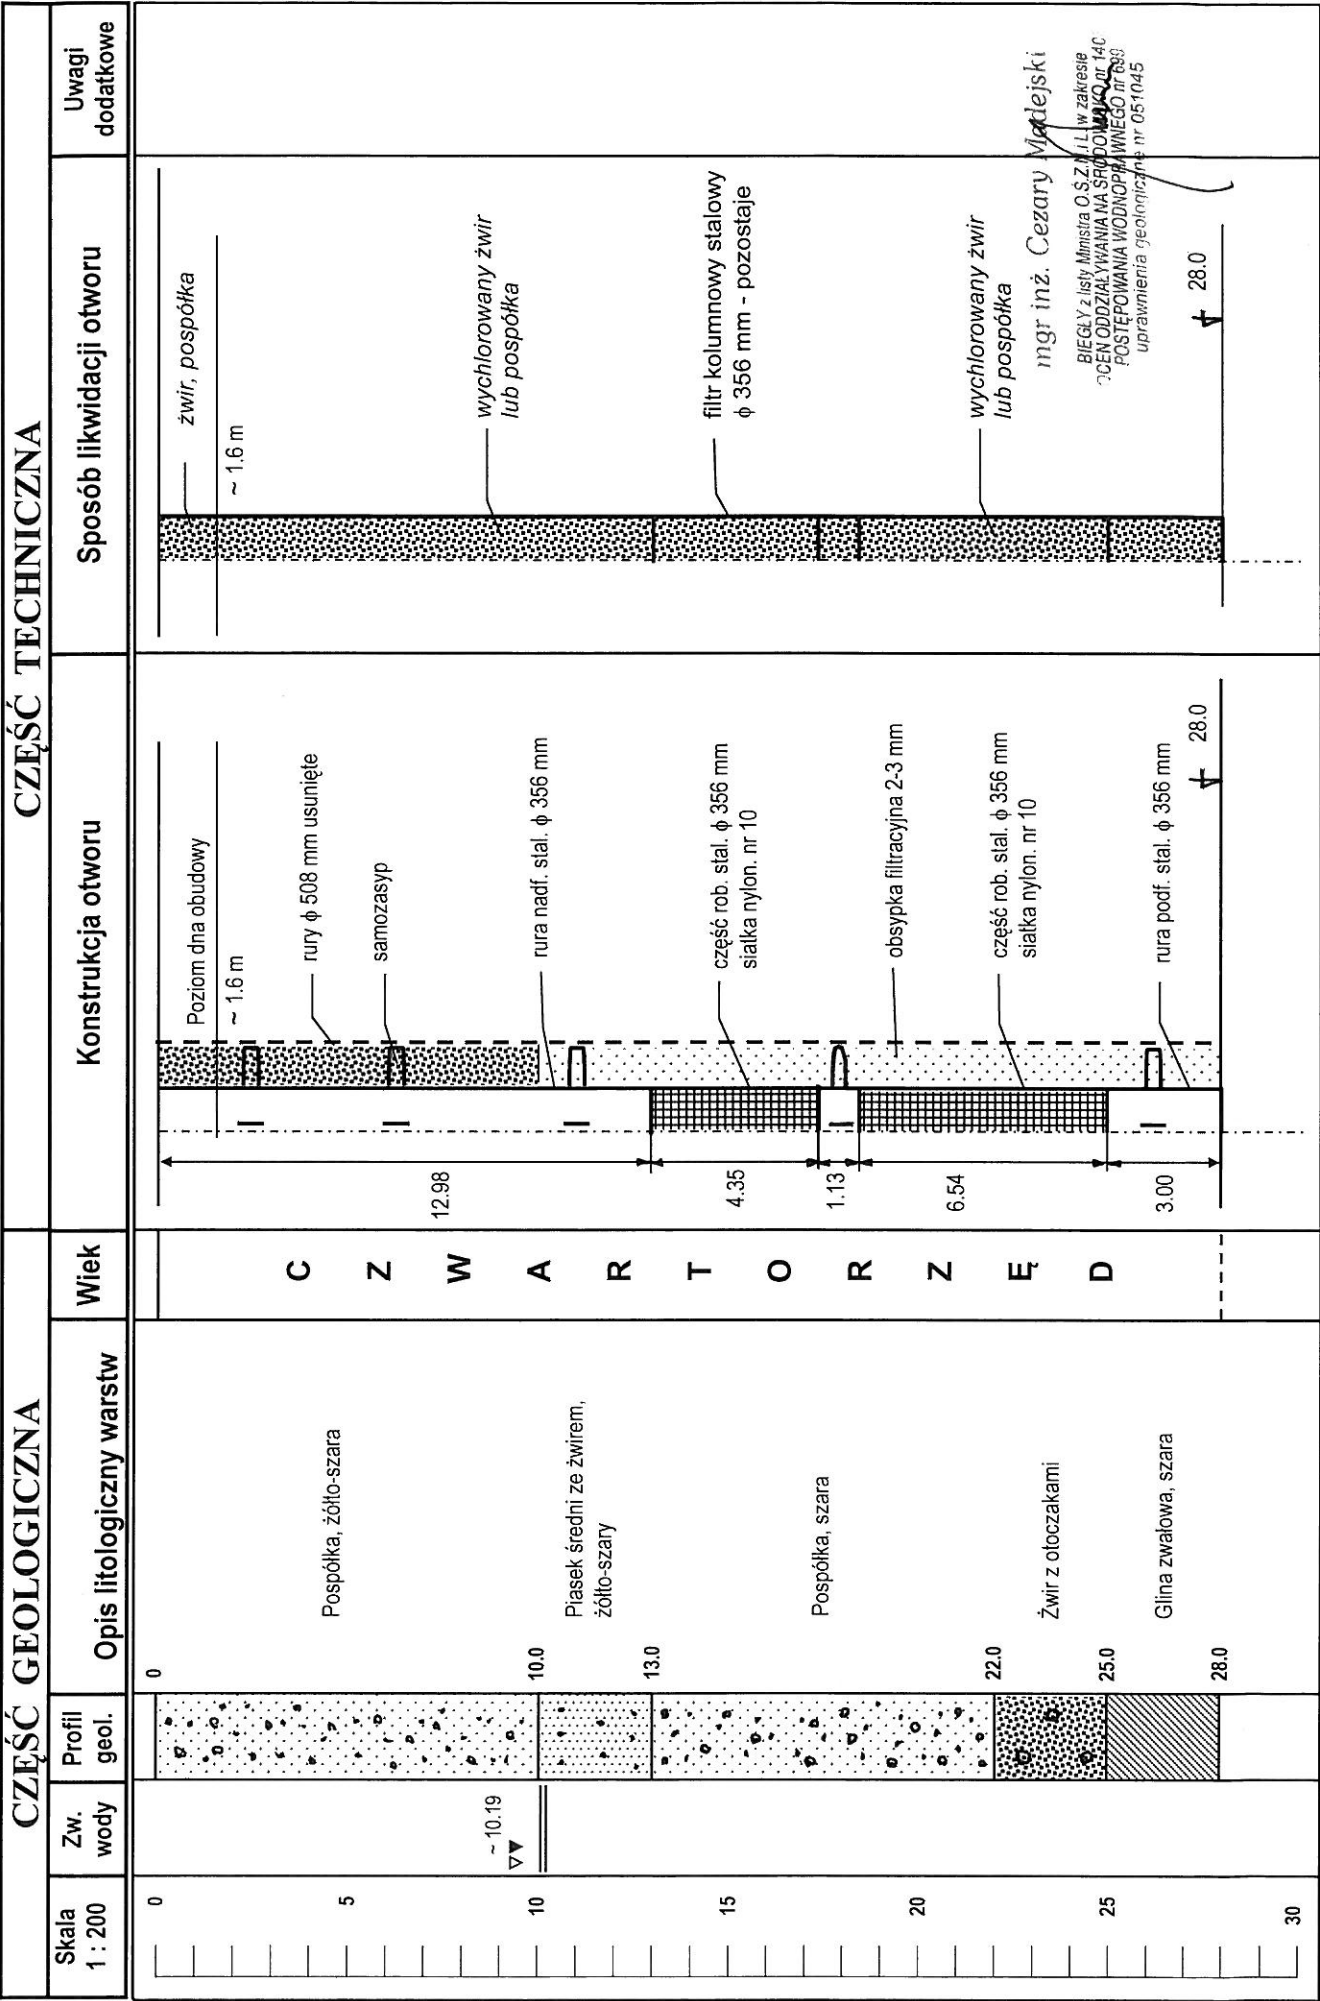 CZĘŚĆ GEOLOGICZNA
CZĘŚĆ TECHNICZNA
Skala
1 : 200
Zw.
wody
Profil
geol.
Opis litologiczny warstw
Wiek
Konstrukcja otworu
Sposób likwidacji otworu
Uwagi
dodatkowe
0
5
10
15
20
25
30
~ 10.19
0
10.0
13.0
22.0
25.0
28.0
Pospółka, żółto-szara
Piasek średni ze żwirem,
żółto-szary
Pospółka, szara
Żwir z otoczakami
Glina zwałowa, szara
C Z W A R T O R Z Ę D
12.98
4.35
1.13
6.54
3.00
Poziom dna obudowy
~ 1.6 m
rury ϕ 508 mm usunięte
samozasyp
rura nadf. stal. ϕ 356 mm
część rob. stal. ϕ 356 mm
siatka nylon. nr 10
obsypka filtracyjna 2-3 mm
część rob. stal. ϕ 356 mm
siatka nylon. nr 10
rura podf. stal. ϕ 356 mm
28.0
żwir, pospółka
~ 1.6 m
wychlorowany żwir
lub pospółka
filtr kolumnowy stalowy
ϕ 356 mm - pozostaje
wychlorowany żwir
lub pospółka
28.0
mgr inż. Cezary Madejski
BIEGŁY z listy Ministra O.Ś.Z.N.i L. w zakresie
OCEN ODDZIAŁYWANIA NA ŚRODOWISKO nr 140
POSTĘPOWANIA WODNOPRAWNEGO nr 699
uprawnienia geologiczne nr 051045